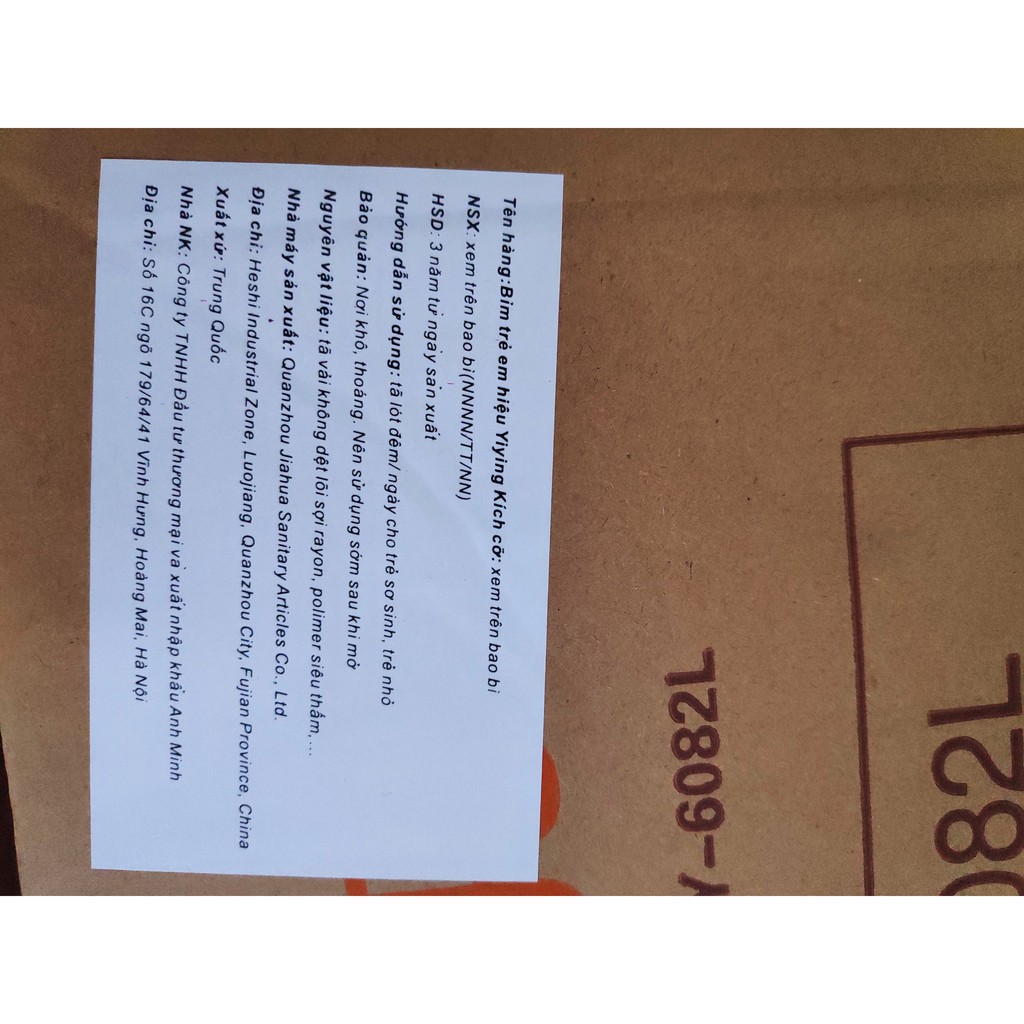 Tên hàng:Bỉm trẻ em hiệu Yiying Kích cỡ: xem trên bao bì
NSX: xem trên bao bì(NNNN/TT/NN)
HSD: 3 năm từ ngày sản xuất
Hướng dẫn sử dụng: tã lót đêm/ ngày cho trẻ sơ sinh, trẻ nhỏ
Bảo quản: Nơi khô, thoáng. Nên sử dụng sớm sau khi mở
Nguyên vật liệu: tã vải không dệt lõi sợi rayon, polimer siêu thấm,...
Nhà máy sản xuất: Quanzhou Jiahua Sanitary Articles Co., Ltd.
Địa chỉ: Heshi Industrial Zone, Luojiang, Quanzhou City, Fujian Province, China
Xuất xứ: Trung Quốc
Nhà NK: Công ty TNHH Đầu tư thương mại và xuất nhập khẩu Anh Minh
Địa chỉ: Số 16C ngõ 179/64/41 Vĩnh Hưng, Hoàng Mai, Hà Nội
Y-6082L
082L